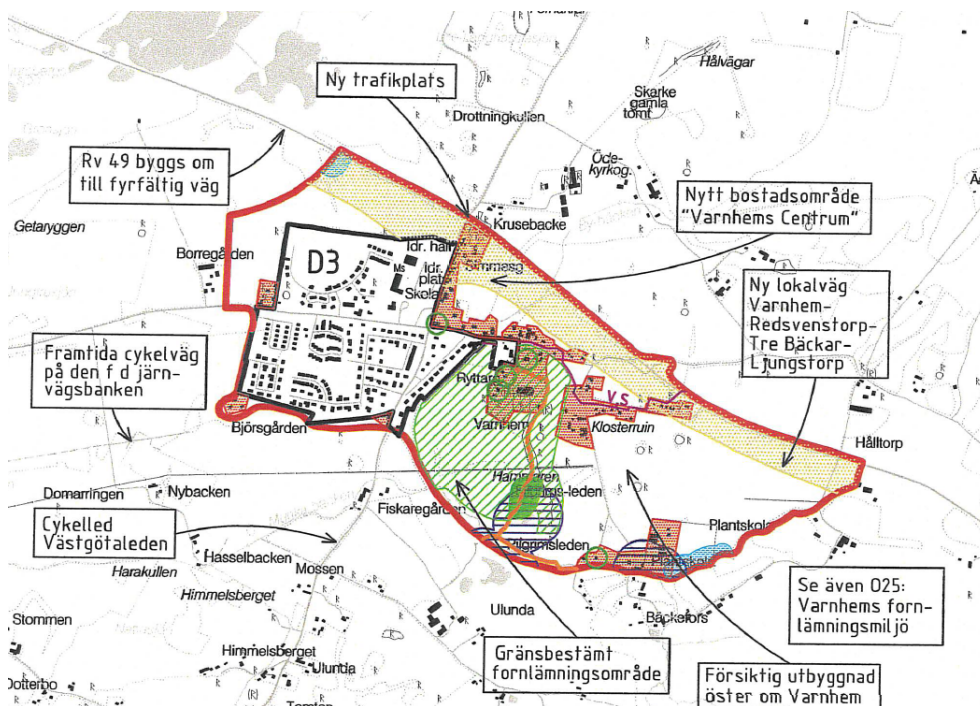 Hålvägar
Ny trafikplats
Skarke
gamla
tomt
Drottningkullen
Rv 49 byggs om
till fyrfältig väg
Öde-
kyrkog.
Nytt bostadsområde
"Varnhems Centrum"
Getaryggen
Krusebacke
Borregården
D3
Idr. hall
Ms
Idr.
plats
Skola
Simmesg
Ny lokalväg
Varnhem-
Redsvenstorp-
Tre Bäckar-
Ljungstorp
Framtida cykelväg
på den f d järn-
vägsbanken
V.S
Varnhem
Klosterruin
Björsgården
Hålltorp
Domarringen
Nybacken
Fiskaregården
Pilgrimsleden
Plantskola
Cykelled
Västgötaleden
Hasselbacken
Harakullen
Mossen
Himmelsberget
Se även O25:
Varnhems forn-
lämningsmiljö
Ulunda
Bäckefors
Stommen
Himmelsberget
Ulunda
Gränsbestämt
fornlämningsområde
Försiktig utbyggnad
öster om Varnhem